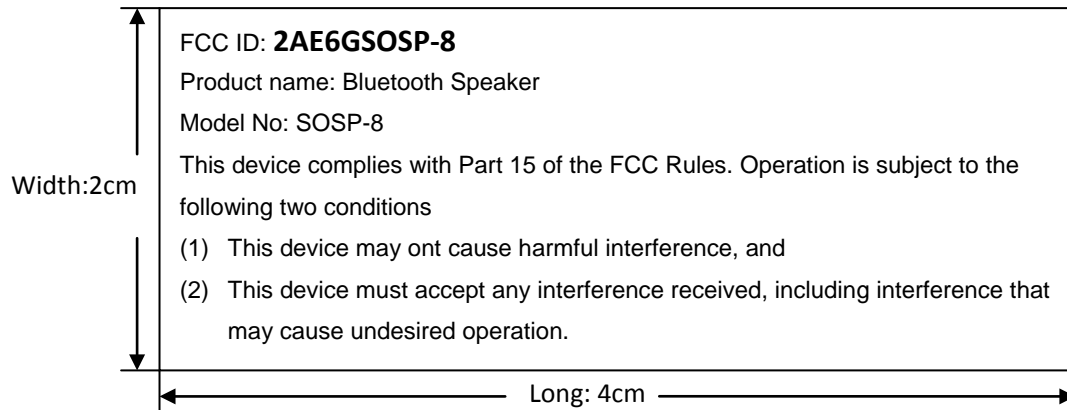 FCC ID: 2AE6GSOSP-8
Product name: Bluetooth Speaker
Model No: SOSP-8
This device complies with Part 15 of the FCC Rules. Operation is subject to the
Width:2cm
following two conditions
(1) This device may ont cause harmful interference, and
(2) This device must accept any interference received, including interference that
may cause undesired operation.
Long: 4cm